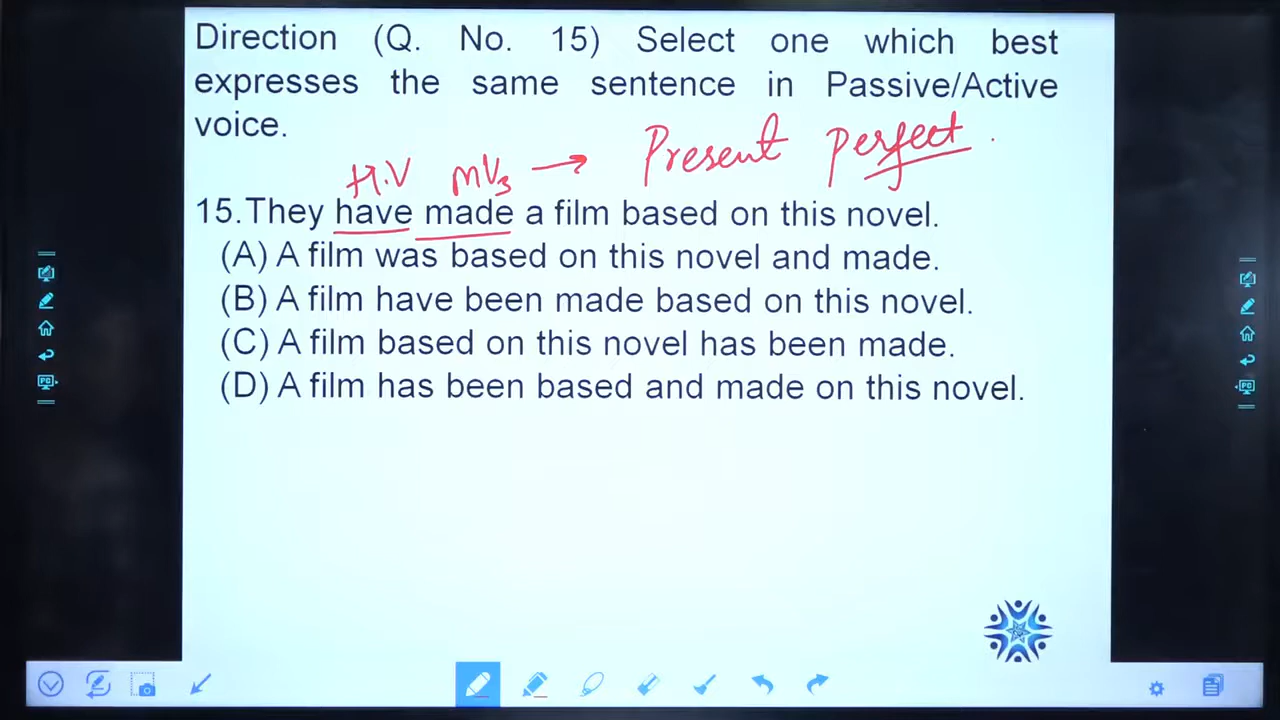 Direction (Q. No. 15) Select one which best
expresses the same sentence in Passive/Active
voice.
H.V MV3 → Present Perfect.
15.They have made a film based on this novel.
(A) A film was based on this novel and made.
(B) A film have been made based on this novel.
(C) A film based on this novel has been made.
(D) A film has been based and made on this novel.